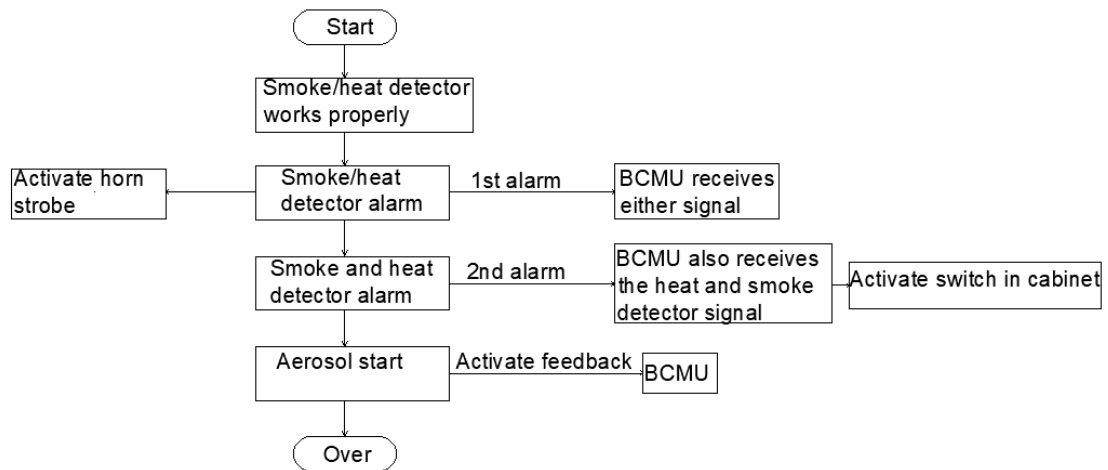 Start
Smoke/heat detector
works properly
Activate horn
strobe
Smoke/heat
detector alarm
1st alarm
BCMU receives
either signal
Smoke and heat
detector alarm
2nd alarm
BCMU also receives
the heat and smoke
detector signal
Activate switch in cabinet
Aerosol start
Activate feedback
BCMU
Over